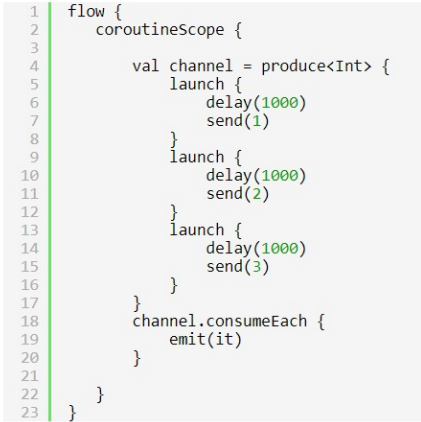 1 flow {
2     coroutineScope {
3
4         val channel = produce<Int> {
5             launch {
6                 delay(1000)
7                 send(1)
8             }
9             launch {
10                 delay(1000)
11                 send(2)
12             }
13             launch {
14                 delay(1000)
15                 send(3)
16             }
17         }
18         channel.consumeEach {
19             emit(it)
20         }
21
22     }
23 }